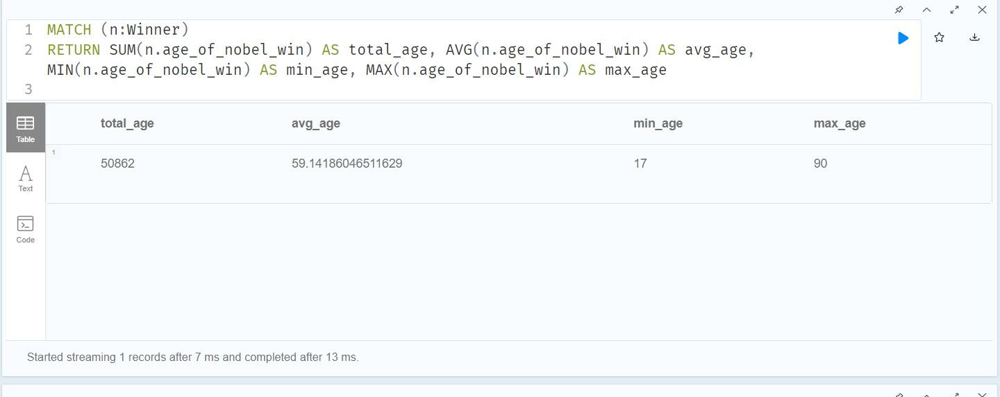 1 MATCH (n:Winner)
2 RETURN SUM(n.age_of_nobel_win) AS total_age, AVG(n.age_of_nobel_win) AS avg_age,
MIN(n.age_of_nobel_win) AS min_age, MAX(n.age_of_nobel_win) AS max_age
3
total_age avg_age min_age max_age
Table
1
50862 59.14186046511629 17 90
A
Text
Code
Started streaming 1 records after 7 ms and completed after 13 ms.